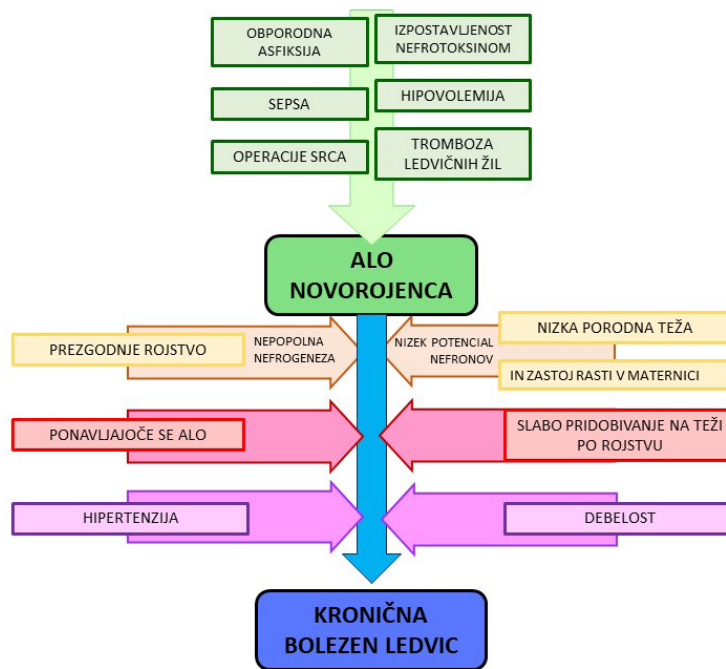 OBPORODNA
ASFIKSIJA
IZPOSTAVLJENOST
NEFROTOKSINOM
SEPSA
HIPOVOLEMIJA
OPERACIJE SRCA
TROMBOZA
LEDVIČNIH ŽIL
ALO
NOVOROJENCA
PREZGODNJE ROJSTVO
NEPOPOLNA
NEFROGENEZA
NIZEK POTENCIAL
NEFRONOV
NIZKA PORODNA TEŽA
IN ZASTOJ RASTI V MATERNICI
PONAVLJAJOČE SE ALO
SLABO PRIDOBIVANJE NA TEŽI
PO ROJSTVU
HIPERTENZIJA
DEBELOST
KRONIČNA
BOLEZEN LEDVIC